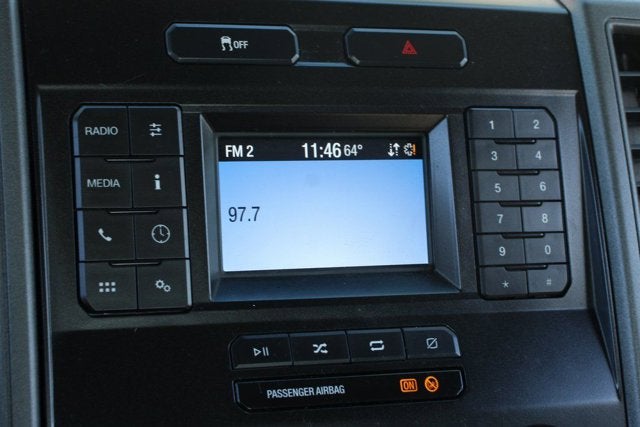 OFF
RADIO
MEDIA
i
FM 2 11:46 64°
97.7
1 2
3 4
5 6
7 8
9 0
* #
PASSENGER AIRBAG ON